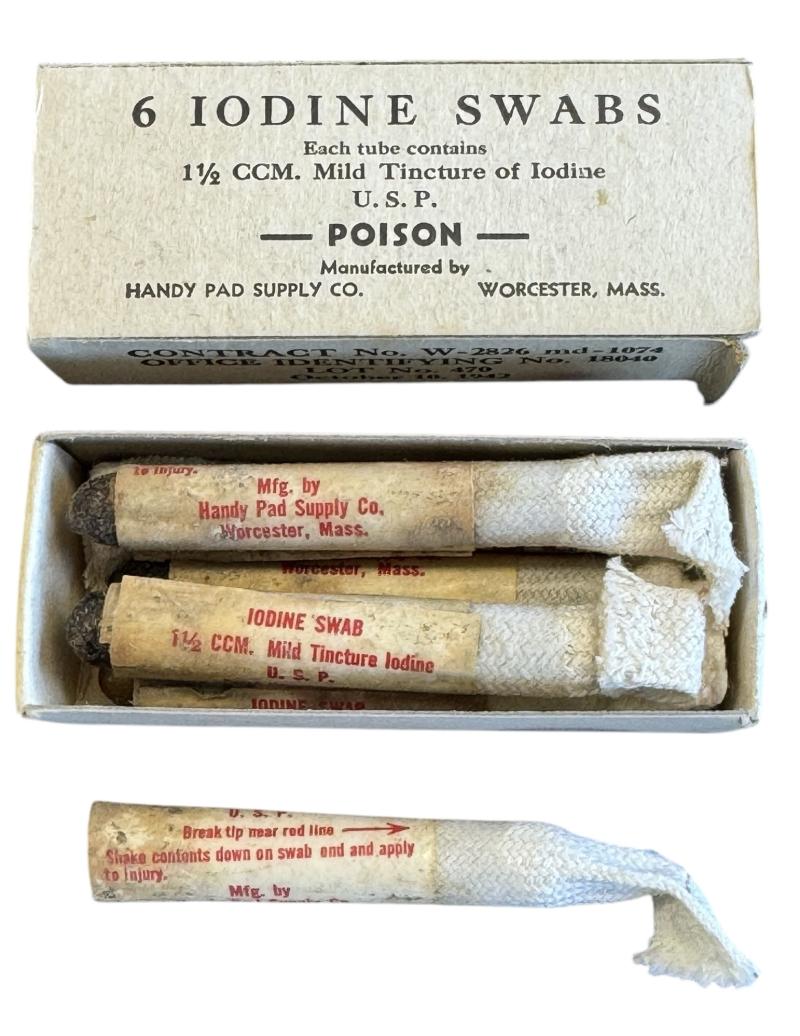 6 IODINE SWABS
Each tube contains
1½ CCM. Mild Tincture of Iodine
U. S. P.
— POISON —
Manufactured by
HANDY PAD SUPPLY CO. WORCESTER, MASS.
CONTRACT No. W-2826 md-1074
OFFICE IDENTIFYING No. 18040
LOT No. 470
October 10, 1942
to Injury.
Mfg. by
Handy Pad Supply Co.
Worcester, Mass.
Worcester, Mass.
IODINE SWAB
1½ CCM. Mild Tincture Iodine
U. S. P.
IODINE SWAB
U. S. P.
Break tip near red line →
Shake contents down on swab end and apply
to Injury.
Mfg. by